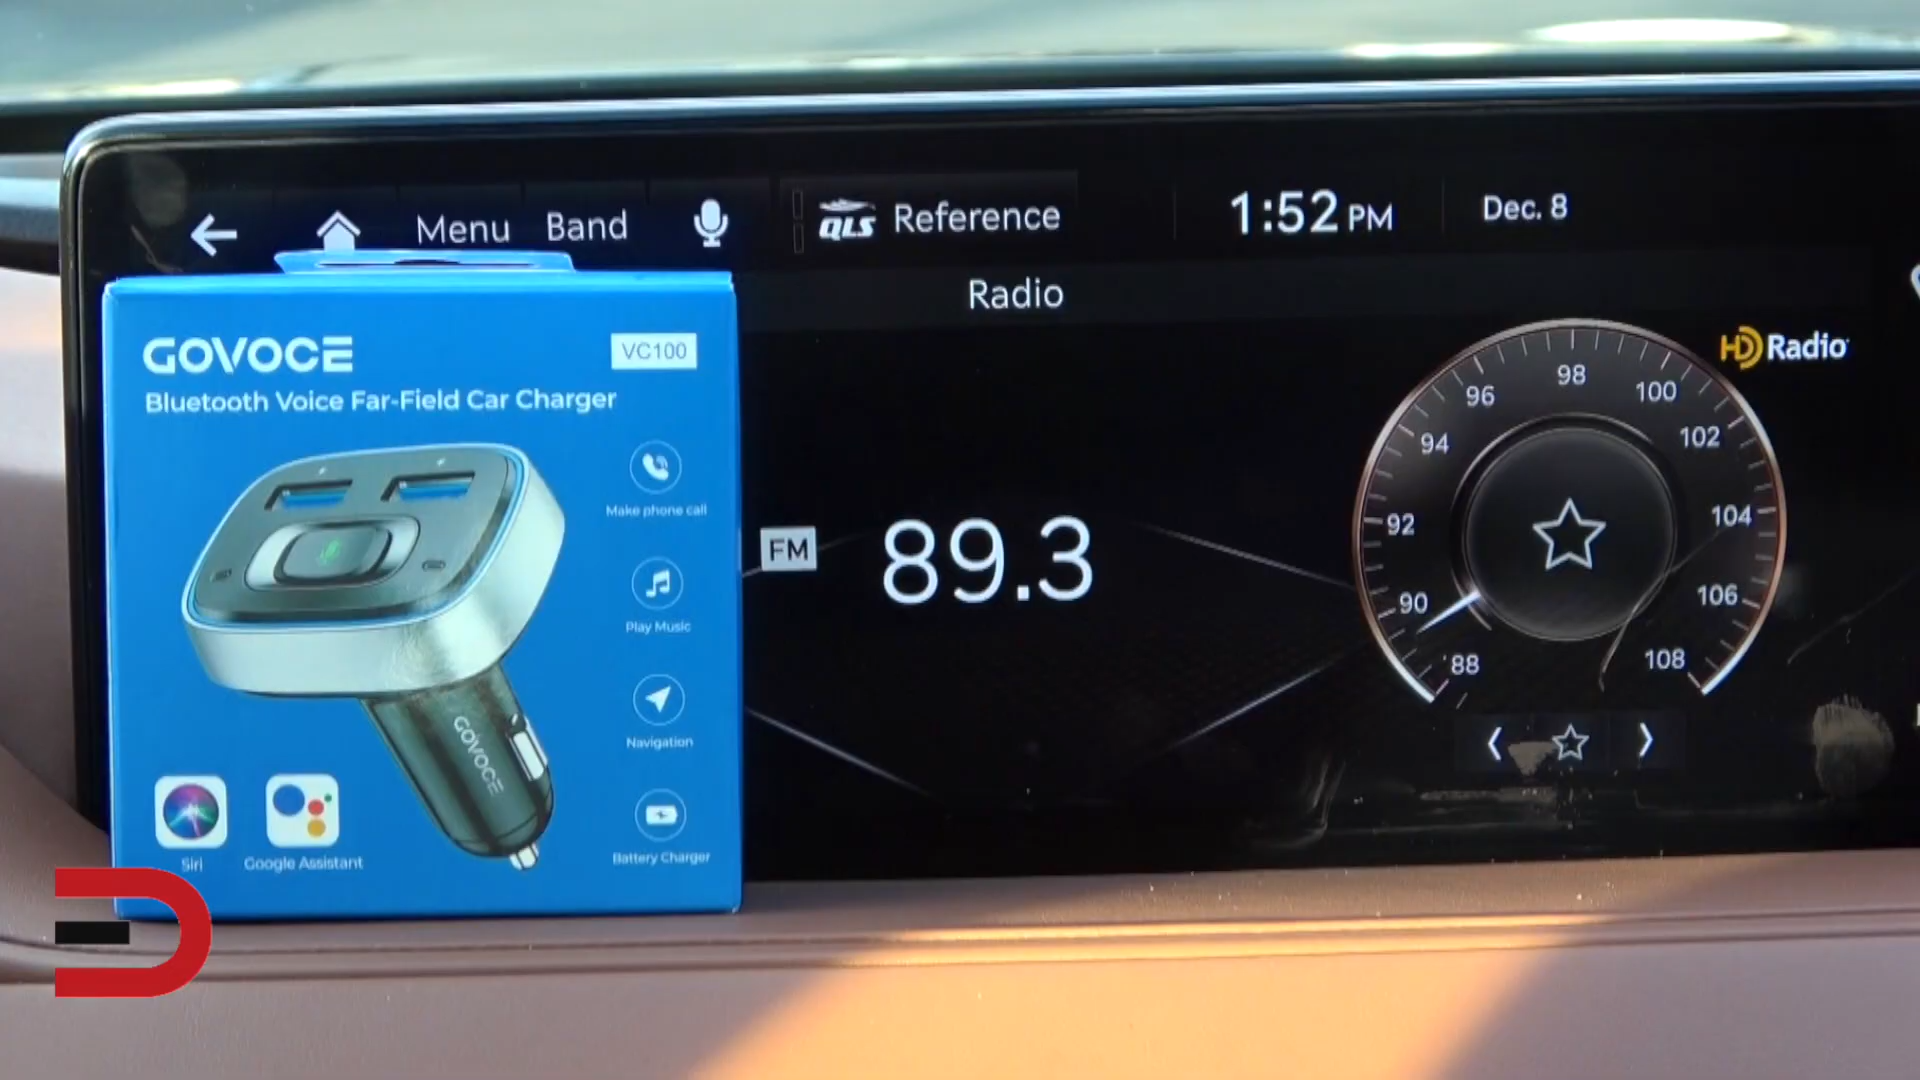 Menu Band QLS Reference 1:52 PM Dec. 8
Radio
HD Radio
FM 89.3
88
90
92
94
96
98
100
102
104
106
108
GOVOCE VC100
Bluetooth Voice Far-Field Car Charger
Make phone call
Play Music
Navigation
Battery Charger
GOVOCE
Siri Google Assistant